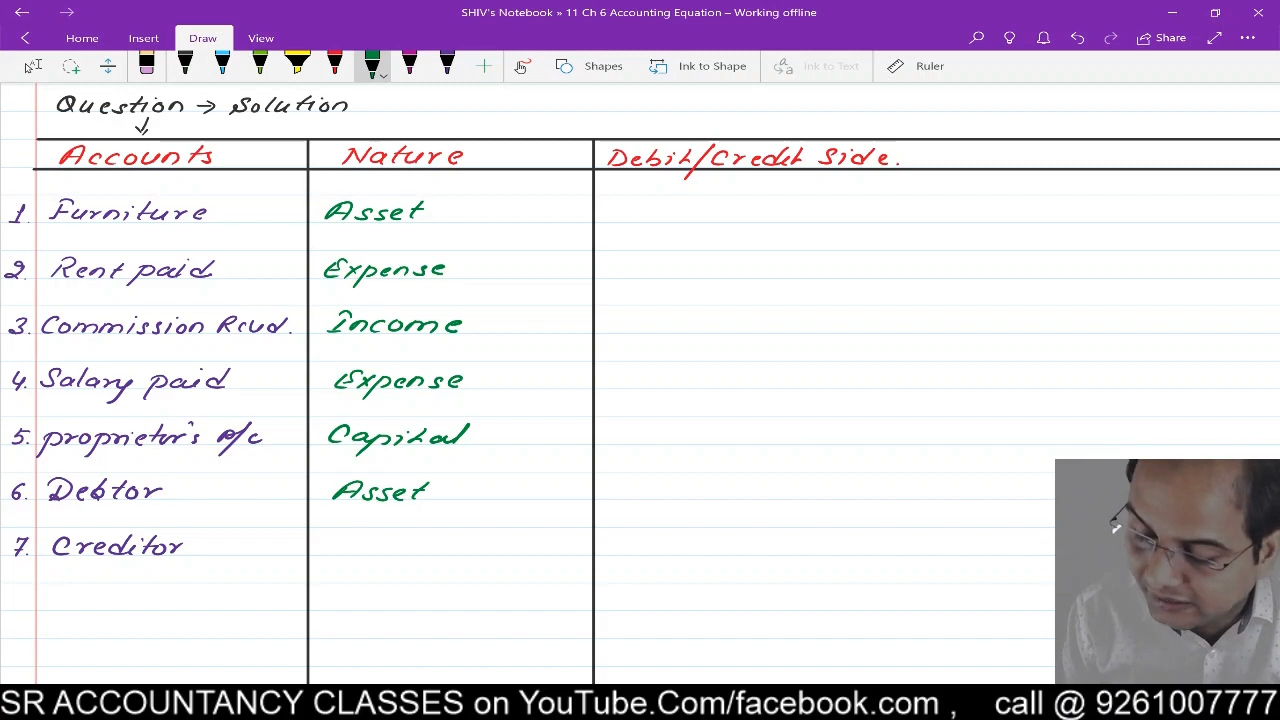 SHIV's Notebook » 11 Ch 6 Accounting Equation – Working offline
Home Insert Draw View
Share
Shapes Ink to Shape Ink to Text Ruler
Question → Solution
Accounts Nature Debit/Credit Side.
1. Furniture Asset
2. Rent paid Expense
3. Commission Rcvd. Income
4. Salary paid Expense
5. proprietor's A/c Capital
6. Debtor Asset
7. Creditor
SR ACCOUNTANCY CLASSES on YouTube.Com/facebook.com , call @ 9261007777